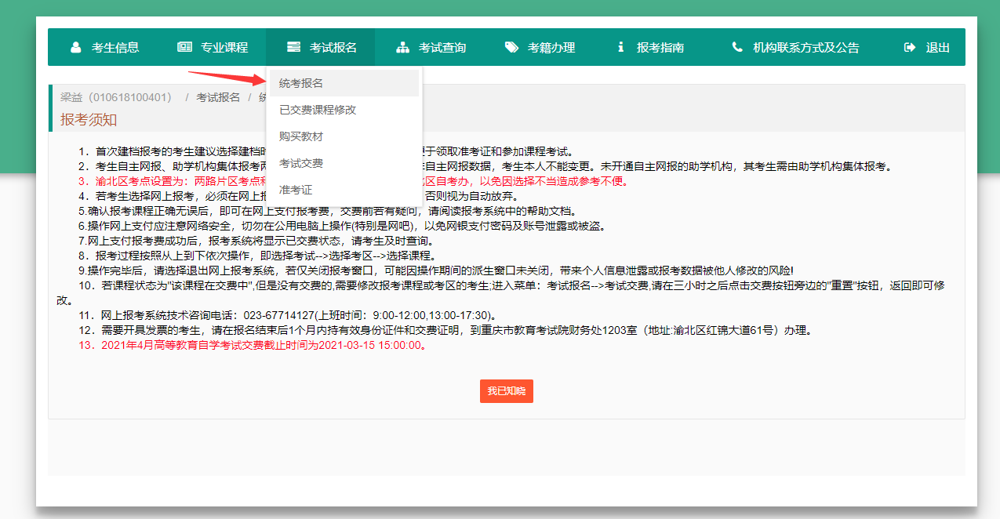 考生信息 专业课程 考试报名 考试查询 考籍办理 报考指南 机构联系方式及公告 退出
统考报名
已交费课程修改
购买教材
考试交费
准考证
梁益（010618100401） / 考试报名 / 统
报考须知
1．首次建档报考的考生建议选择建档时 于领取准考证和参加课程考试。
2．考生自主网报、助学机构集体报考两 自主网报数据，考生本人不能变更。未开通自主网报的助学机构，其考生需由助学机构集体报考。
3．渝北区考点设置为：两路片区考点和 区自考办，以免因选择不当造成参考不便。
4．若考生选择网上报考，必须在网上报 否则视为自动放弃。
5.确认报考课程正确无误后，即可在网上支付报考费，交费前若有疑问，请阅读报考系统中的帮助文档。
6.操作网上支付应注意网络安全，切勿在公用电脑上操作(特别是网吧)，以免网银支付密码及账号泄露或被盗。
7.网上支付报考费成功后，报考系统将显示已交费状态，请考生及时查询。
8．报考过程按照从上到下依次操作，即选择考试-->选择考区-->选择课程。
9.操作完毕后，请选择退出网上报考系统，若仅关闭报考窗口，可能因操作期间的派生窗口未关闭，带来个人信息泄露或报考数据被他人修改的风险!
10．若课程状态为"该课程在交费中",但是没有交费的,需要修改报考课程或考区的考生;进入菜单：考试报名-->考试交费,请在三小时之后点击交费按钮旁边的"重置"按钮，返回即可修
改。
11．网上报考系统技术咨询电话：023-67714127(上班时间：9:00-12:00,13:00-17:30)。
12．需要开具发票的考生，请在报名结束后1个月内持有效身份证件和交费证明，到重庆市教育考试院财务处1203室（地址:渝北区红锦大道61号）办理。
13．2021年4月高等教育自学考试交费截止时间为2021-03-15 15:00:00。
我已知晓